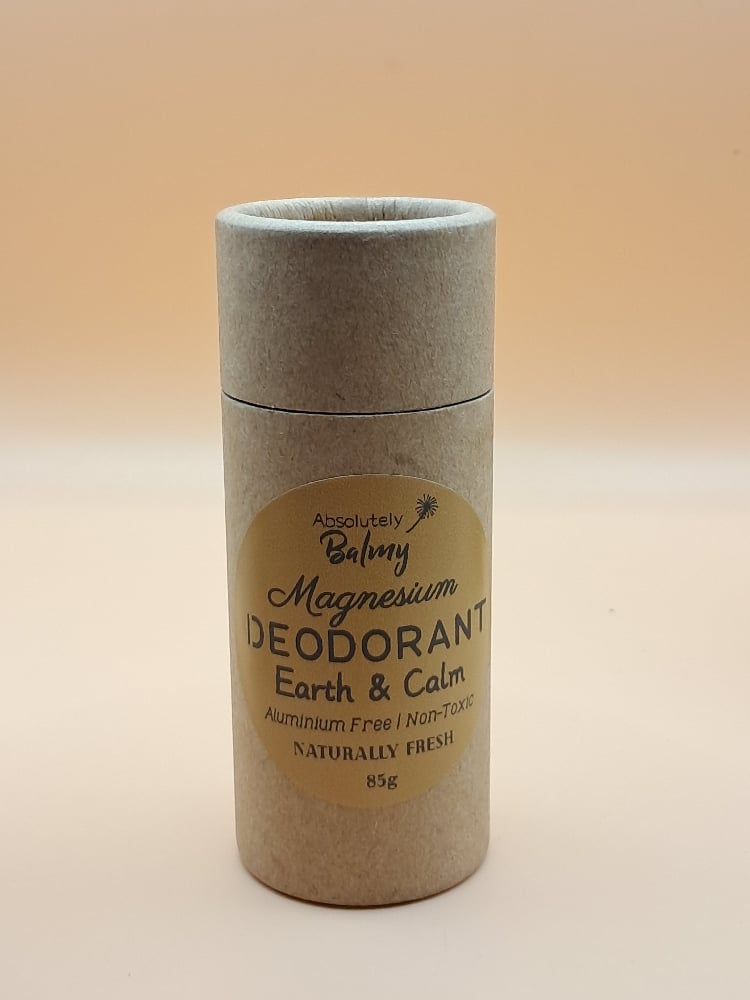 Absolutely
Balmy
Magnesium
DEODORANT
Earth & Calm
Aluminium Free | Non-Toxic
NATURALLY FRESH
85g